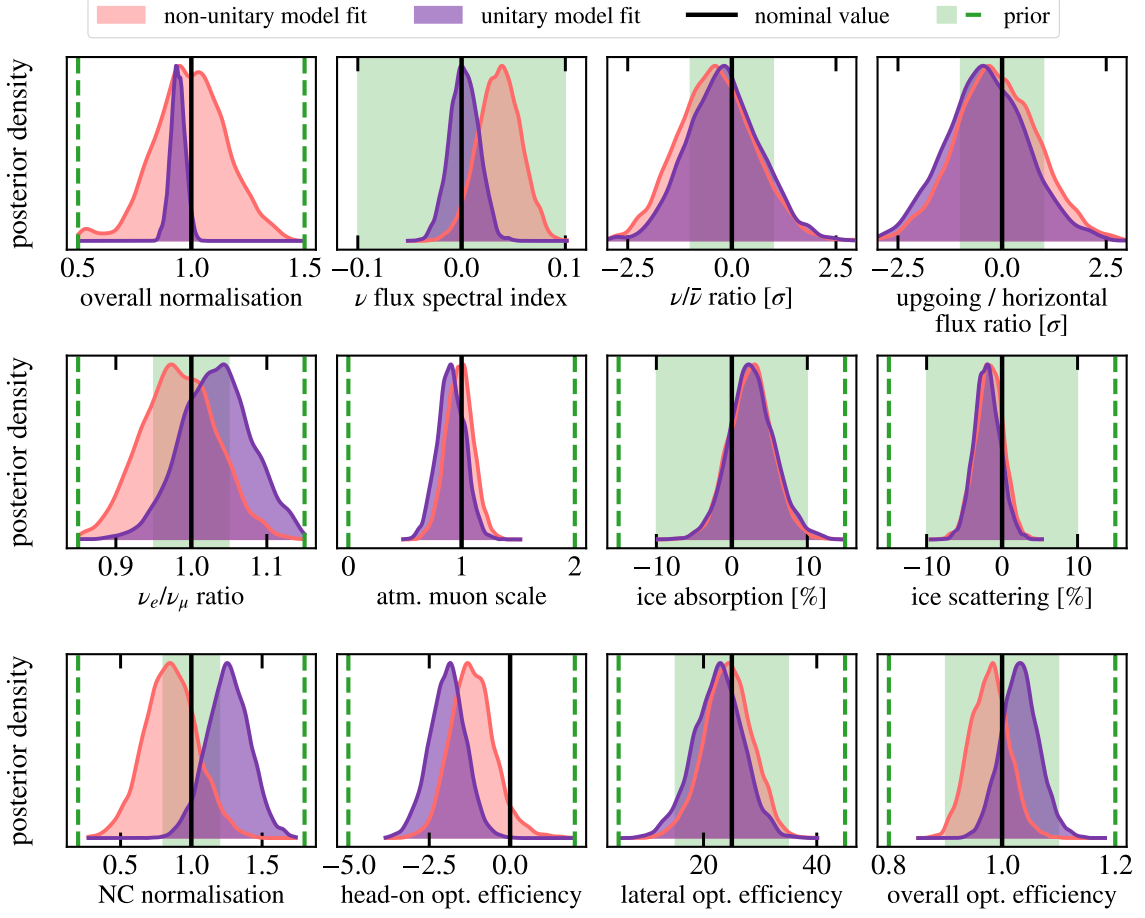 non-unitary model fit unitary model fit nominal value prior
posterior density
0.5 1.0 1.5
overall normalisation
−0.1 0.0 0.1
ν flux spectral index
−2.5 0.0 2.5
ν/ν̄ ratio [σ]
−2.5 0.0 2.5
upgoing / horizontal
flux ratio [σ]
posterior density
0.9 1.0 1.1
νe/νμ ratio
0 1 2
atm. muon scale
−10 0 10
ice absorption [%]
−10 0 10
ice scattering [%]
posterior density
0.5 1.0 1.5
NC normalisation
−5.0 −2.5 0.0
head-on opt. efficiency
20 40
lateral opt. efficiency
0.8 1.0 1.2
overall opt. efficiency